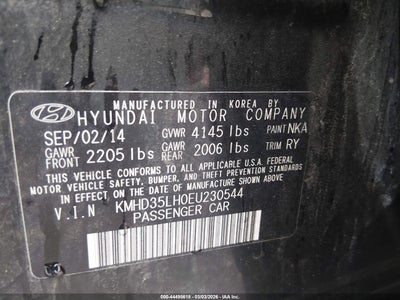 MANUFACTURED IN KOREA BY
HYUNDAI MOTOR COMPANY
SEP/02/14 GVWR 4145 lbs PAINT NKA
GAWR FRONT 2205 lbs GAWR REAR 2006 lbs TRIM RY
THIS VEHICLE CONFORMS TO ALL APPLICABLE U.S.A. FEDERAL
MOTOR VEHICLE SAFETY, BUMPER, AND THEFT PREVENTION STANDARDS
IN EFFECT ON THE DATE OF MANUFACTURE SHOWN ABOVE.
V.I.N KMHD35LH0EU230544
PASSENGER CAR